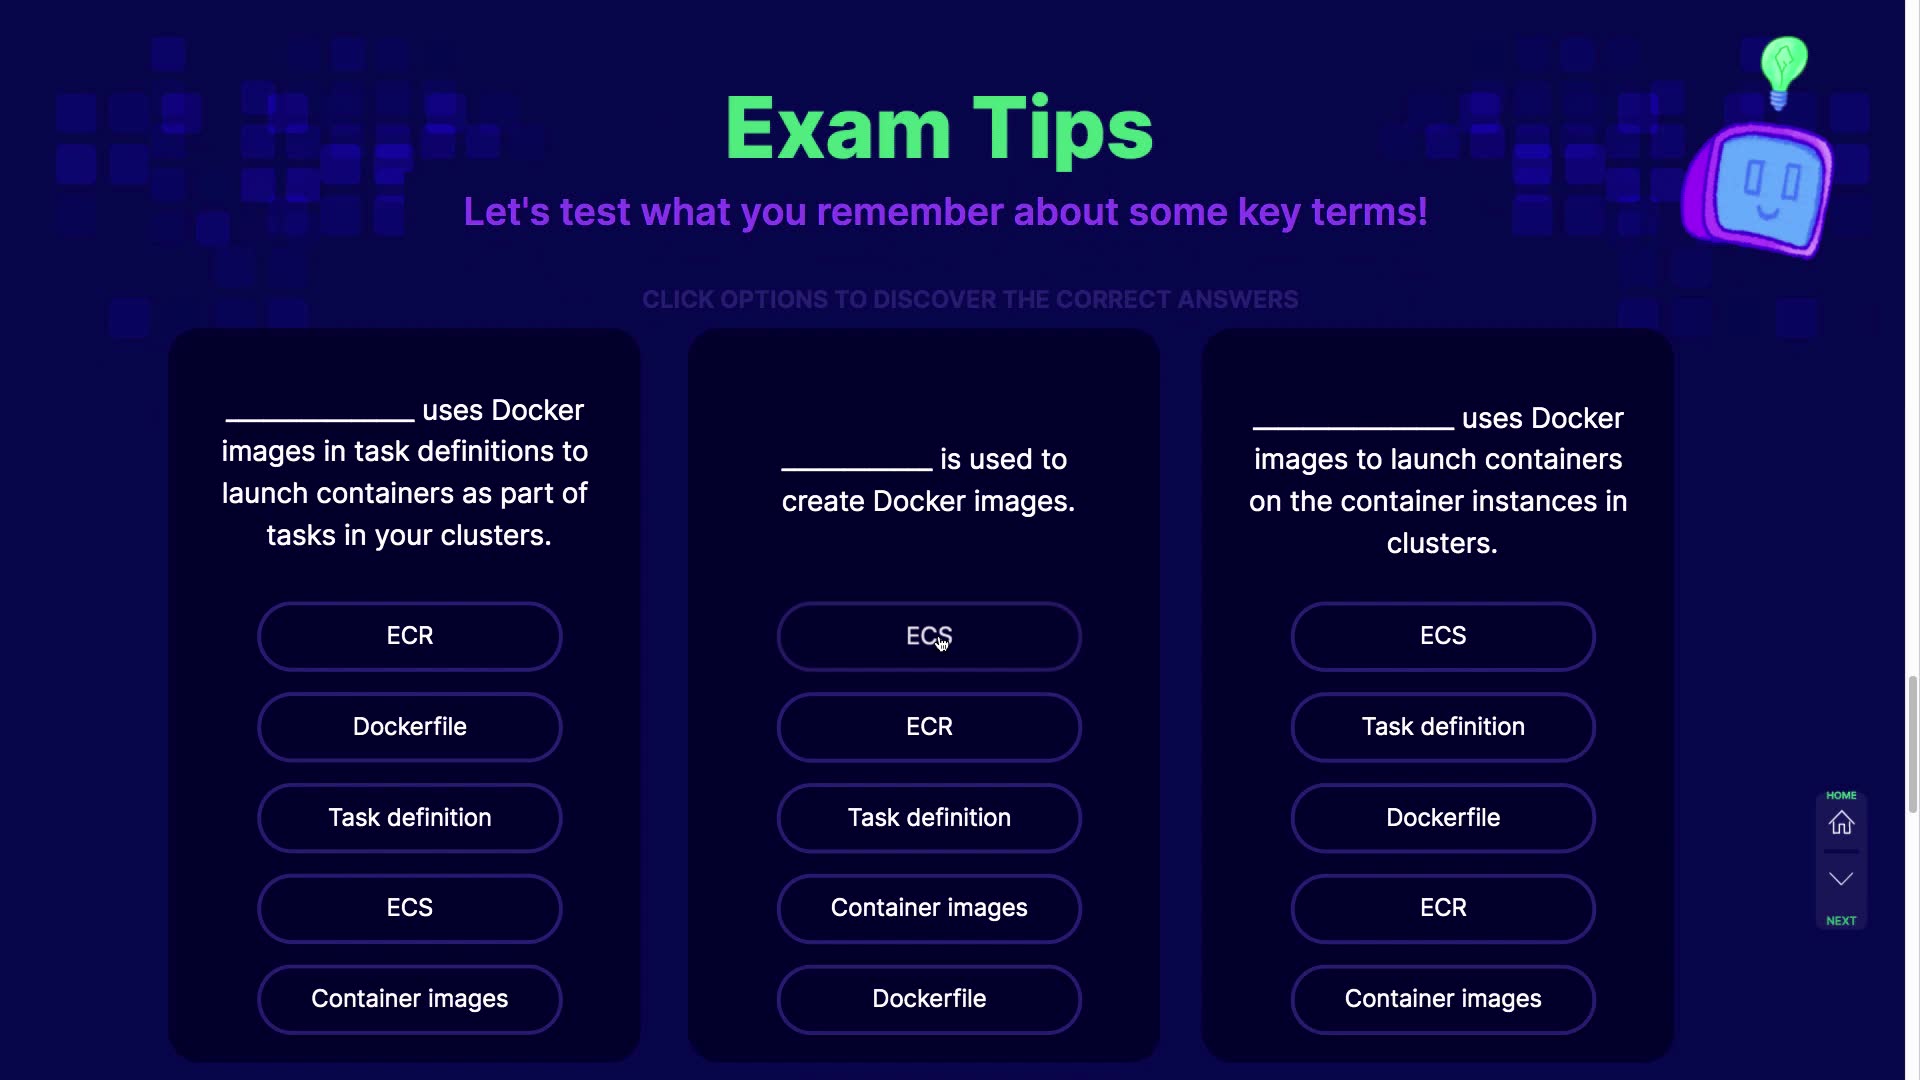 Exam Tips
Let's test what you remember about some key terms!
CLICK OPTIONS TO DISCOVER THE CORRECT ANSWERS
_____________ uses Docker
images in task definitions to
launch containers as part of
tasks in your clusters.
ECR
Dockerfile
Task definition
ECS
Container images
___________ is used to
create Docker images.
ECS
ECR
Task definition
Container images
Dockerfile
______________ uses Docker
images to launch containers
on the container instances in
clusters.
ECS
Task definition
Dockerfile
ECR
Container images
HOME
NEXT